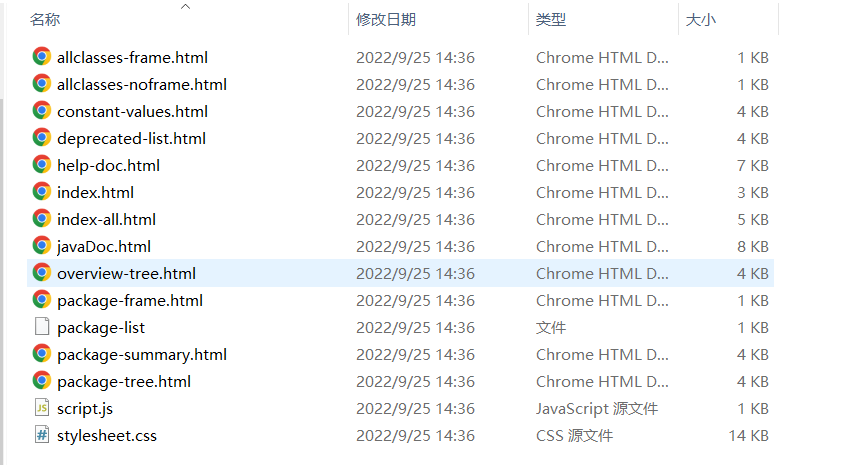 名称 修改日期 类型 大小
allclasses-frame.html 2022/9/25 14:36 Chrome HTML D... 1 KB
allclasses-noframe.html 2022/9/25 14:36 Chrome HTML D... 1 KB
constant-values.html 2022/9/25 14:36 Chrome HTML D... 4 KB
deprecated-list.html 2022/9/25 14:36 Chrome HTML D... 4 KB
help-doc.html 2022/9/25 14:36 Chrome HTML D... 7 KB
index.html 2022/9/25 14:36 Chrome HTML D... 3 KB
index-all.html 2022/9/25 14:36 Chrome HTML D... 5 KB
javaDoc.html 2022/9/25 14:36 Chrome HTML D... 8 KB
overview-tree.html 2022/9/25 14:36 Chrome HTML D... 4 KB
package-frame.html 2022/9/25 14:36 Chrome HTML D... 1 KB
package-list 2022/9/25 14:36 文件 1 KB
package-summary.html 2022/9/25 14:36 Chrome HTML D... 4 KB
package-tree.html 2022/9/25 14:36 Chrome HTML D... 4 KB
JS script.js 2022/9/25 14:36 JavaScript 源文件 1 KB
# stylesheet.css 2022/9/25 14:36 CSS 源文件 14 KB